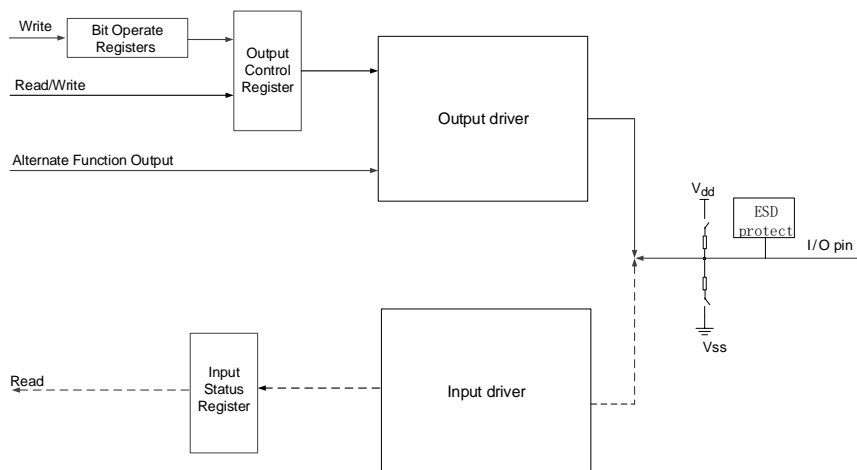 Write
Bit Operate
Registers
Output
Control
Register
Read/Write
Output driver
Alternate Function Output
Vdd
ESD
protect
I/O pin
Vss
Input
Status
Register
Read
Input driver